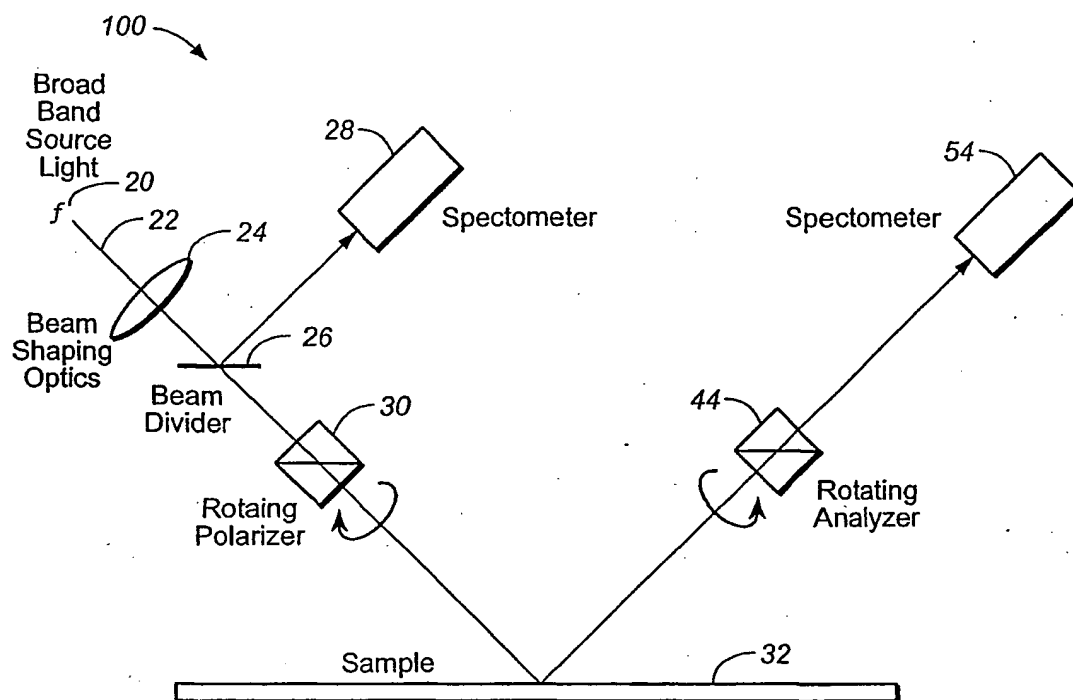 100
Broad
Band
Source
Light
20
f
22
24
Beam
Shaping
Optics
28
Spectometer
26
Beam
Divider
30
Rotaing
Polarizer
54
Spectometer
44
Rotating
Analyzer
Sample
32